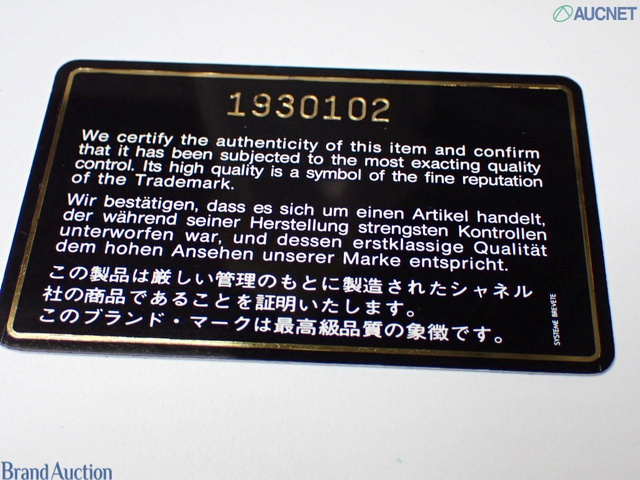 AUCNET
1930102
We certify the authenticity of this item and confirm
that it has been subjected to the most exacting quality
control. Its high quality is a symbol of the fine reputation
of the Trademark.
Wir bestätigen, dass es sich um einen Artikel handelt,
der während seiner Herstellung strengsten Kontrollen
unterworfen war, und dessen erstklassige Qualität
dem hohen Ansehen unserer Marke entspricht.
この製品は厳しい管理のもとに製造されたシャネル
社の商品であることを証明いたします。
このブランド・マークは最高級品質の象徴です。
SYSTEME BREVETE
Brand Auction